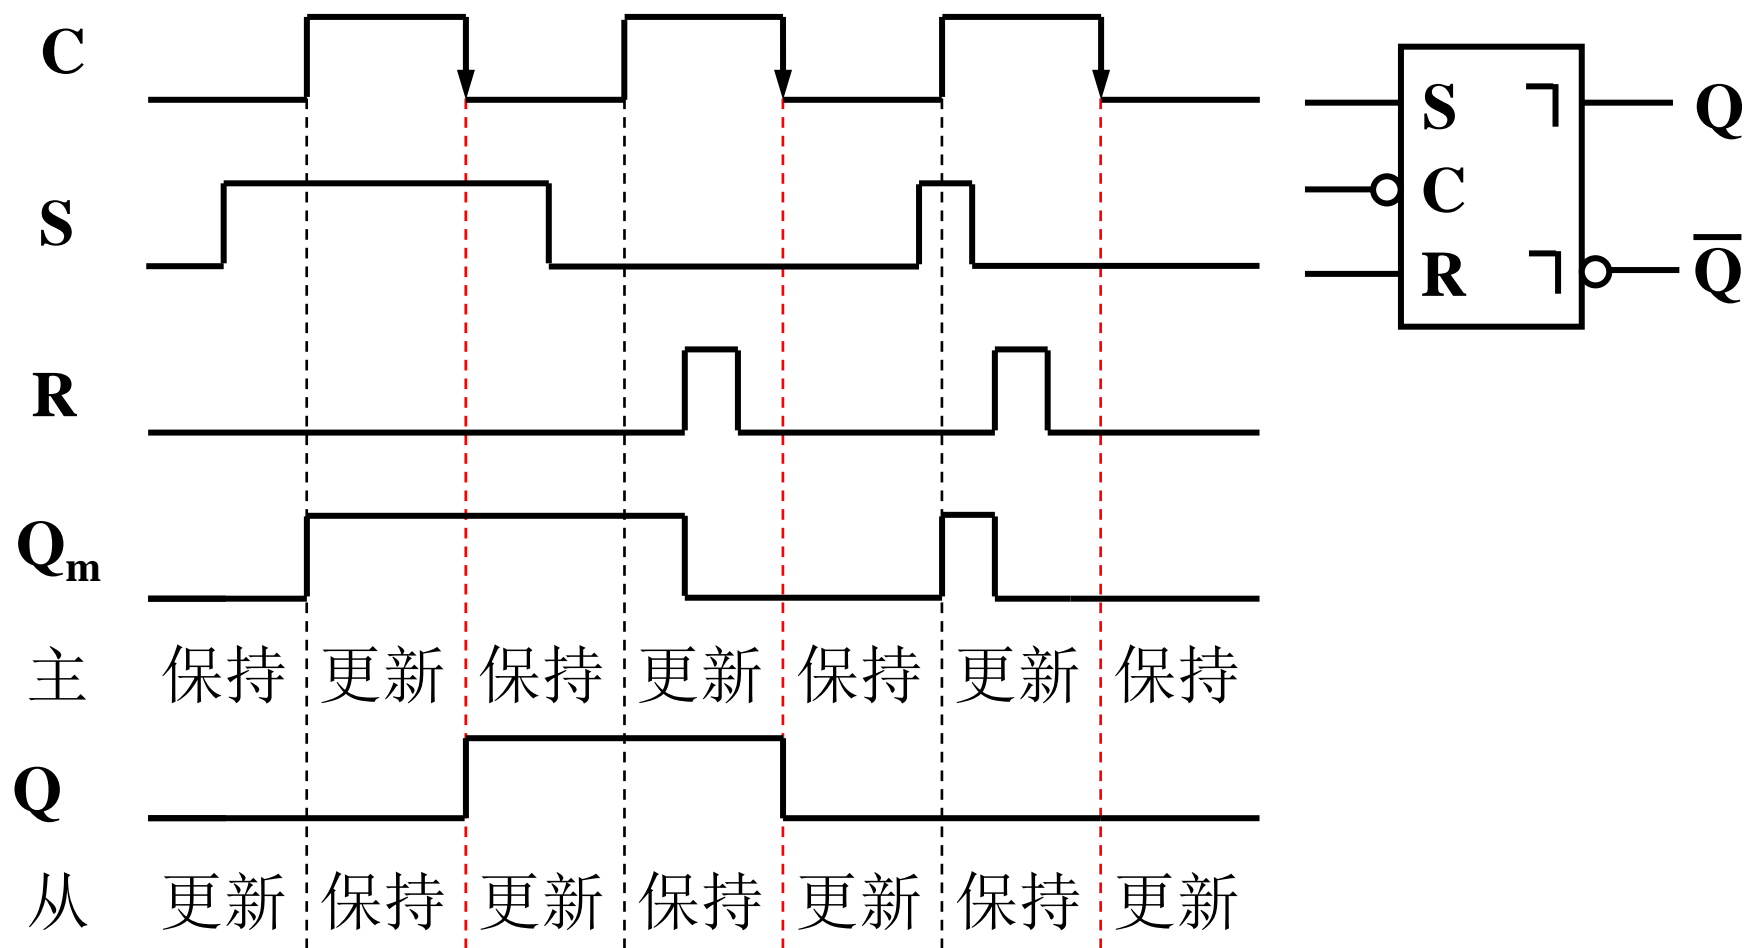 C
S
R
Qm
主 保持 更新 保持 更新 保持 更新 保持
Q
从 更新 保持 更新 保持 更新 保持 更新
S ㄱ Q
C
R ㄱ Q̅